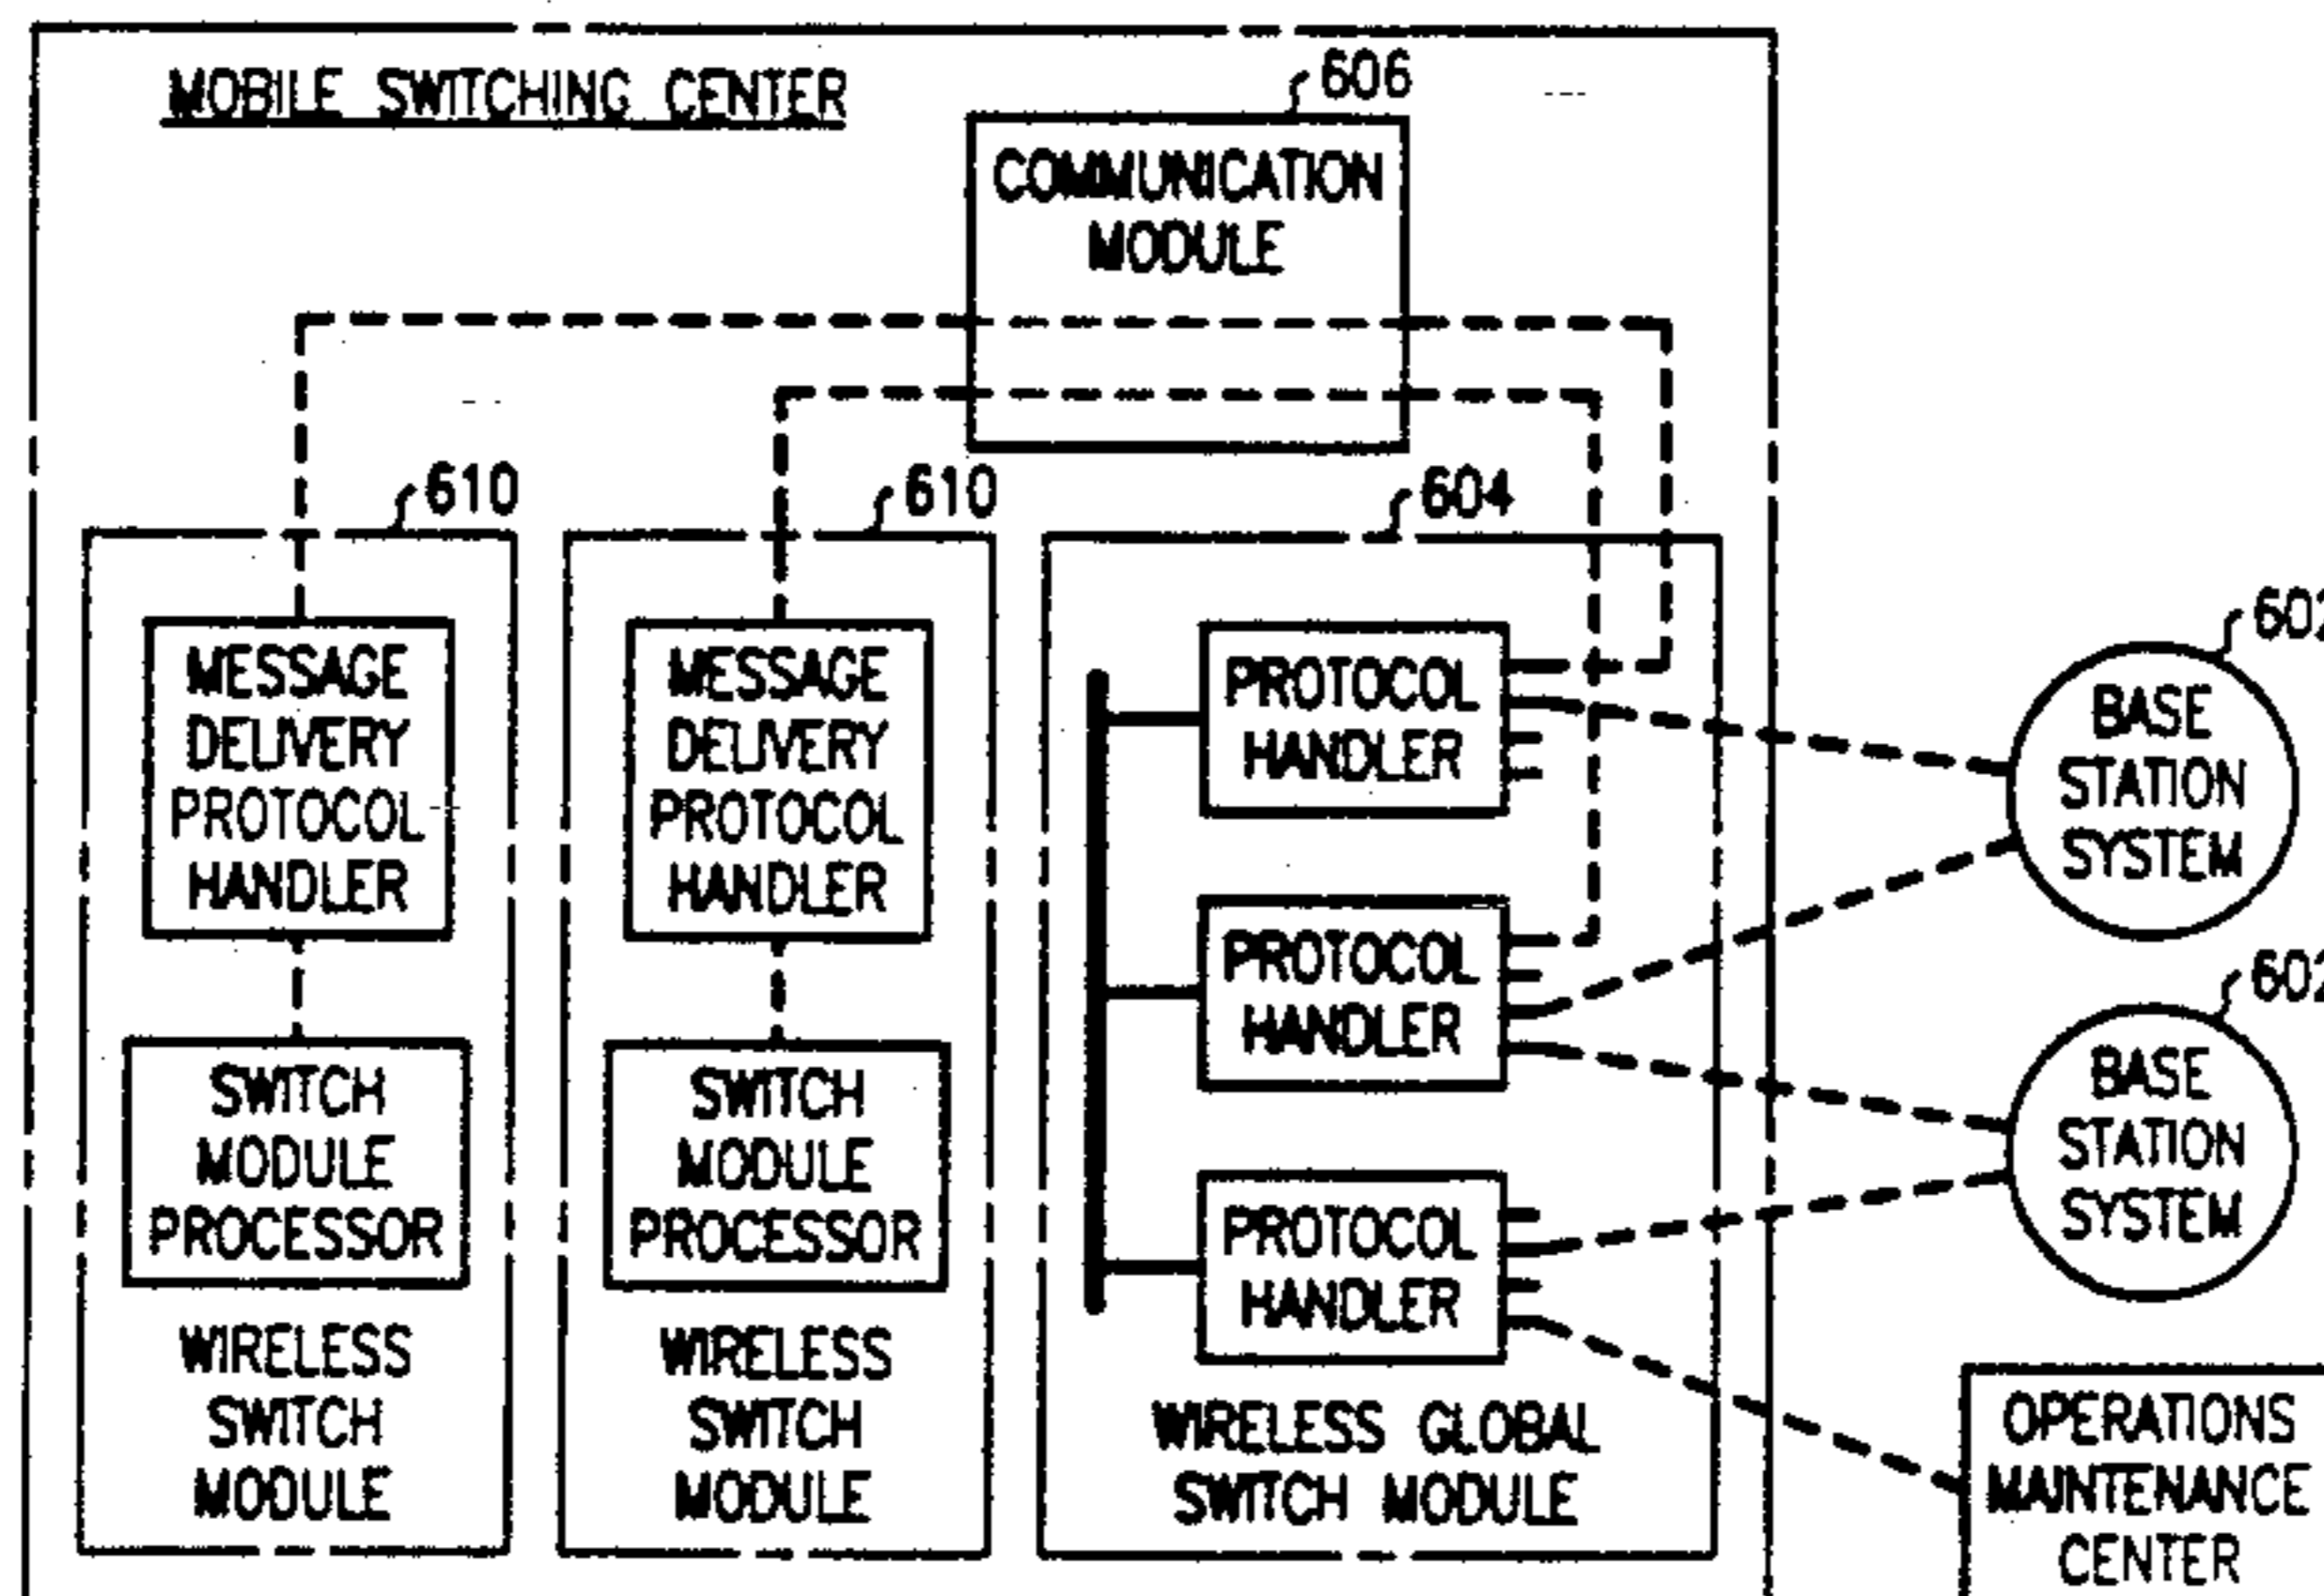 MOBILE SWITCHING CENTER
606
COMMUNICATION
MODULE
610
610
604
MESSAGE
DELIVERY
PROTOCOL
HANDLER
SWITCH
MODULE
PROCESSOR
WIRELESS
SWITCH
MODULE
MESSAGE
DELIVERY
PROTOCOL
HANDLER
SWITCH
MODULE
PROCESSOR
WIRELESS
SWITCH
MODULE
PROTOCOL
HANDLER
PROTOCOL
HANDLER
PROTOCOL
HANDLER
WIRELESS GLOBAL
SWITCH MODULE
602
BASE
STATION
SYSTEM
602
BASE
STATION
SYSTEM
OPERATIONS
MAINTENANCE
CENTER